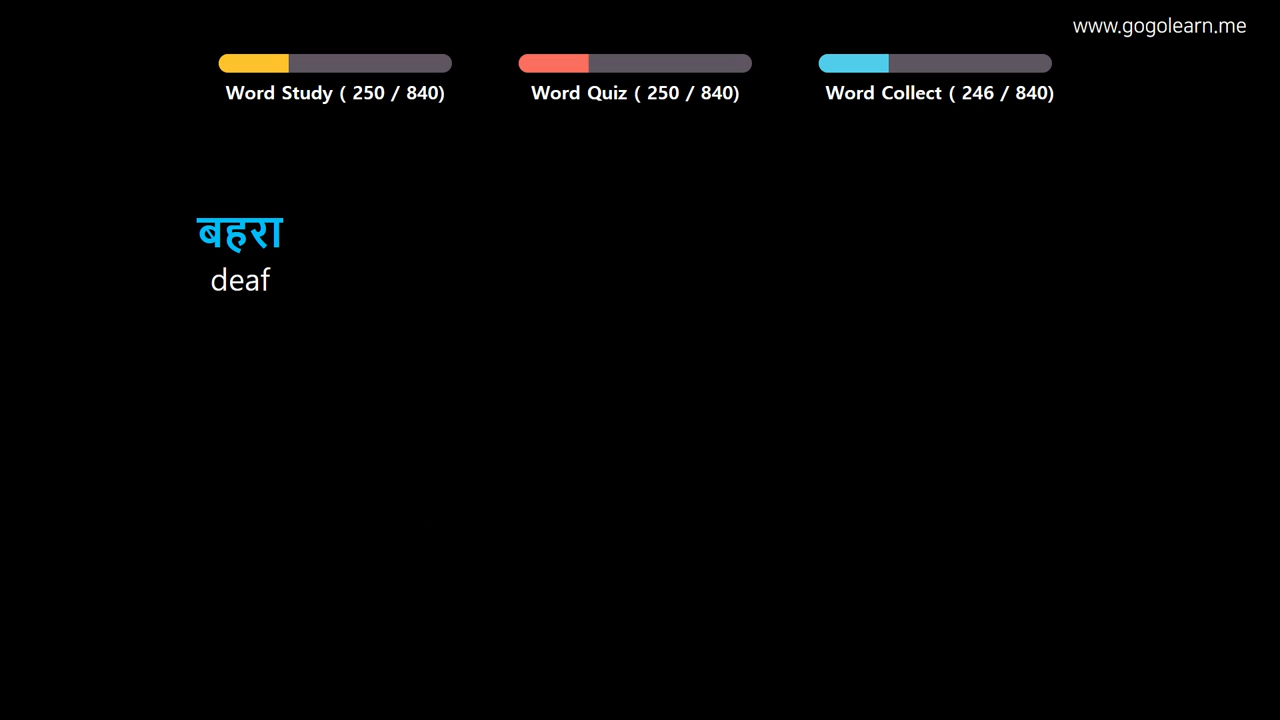 www.gogolearn.me
Word Study ( 250 / 840)
Word Quiz ( 250 / 840)
Word Collect ( 246 / 840)
बहरा
deaf